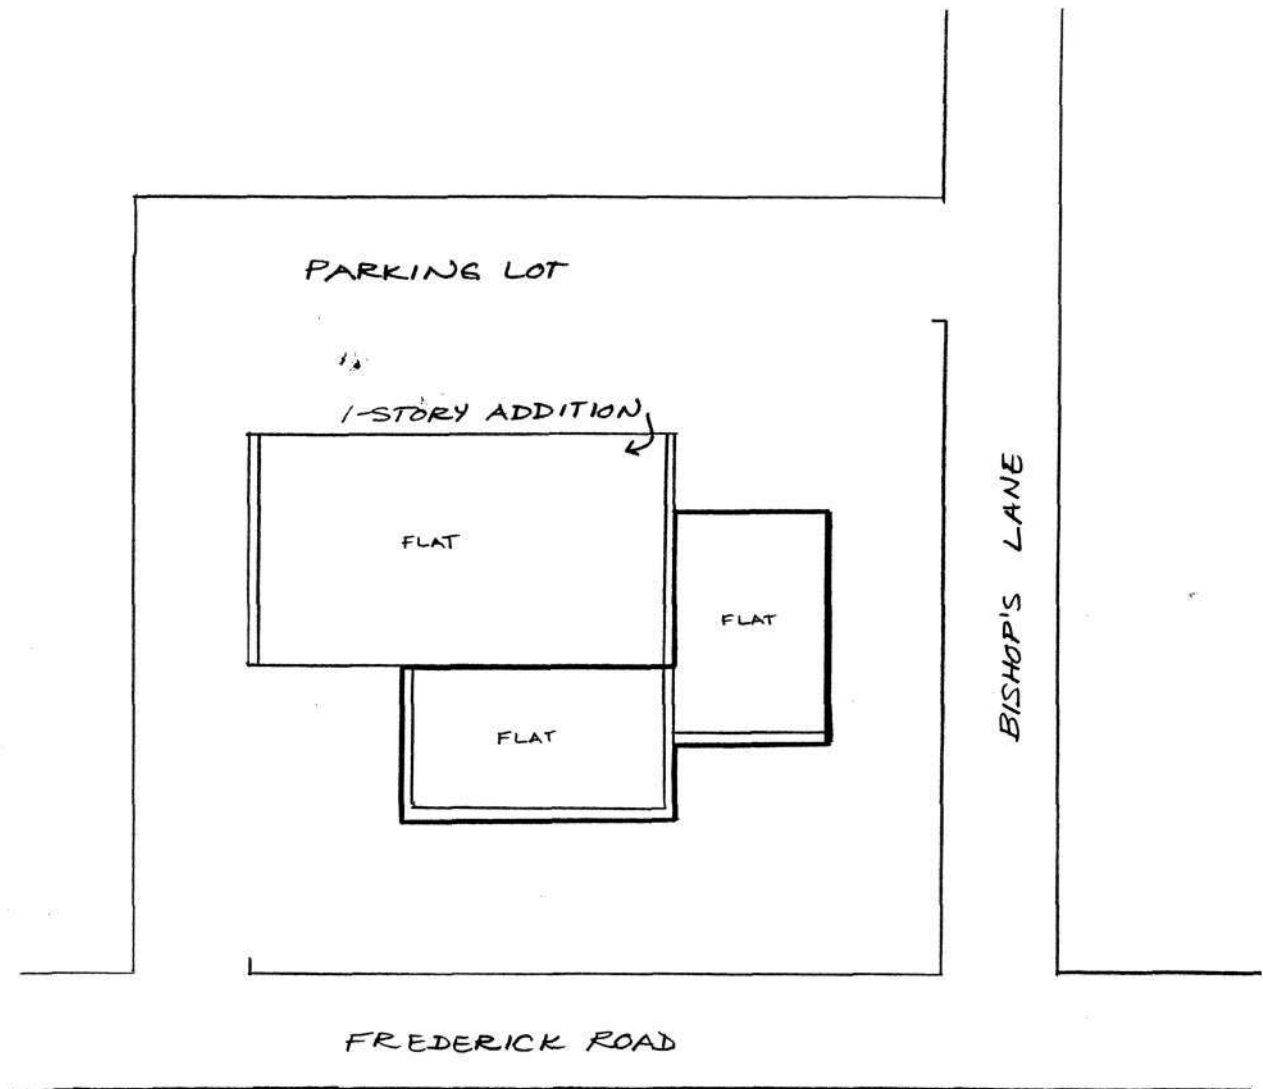 PARKING LOT
1-STORY ADDITION
FLAT
FLAT
FLAT
BISHOP'S LANE
FREDERICK ROAD